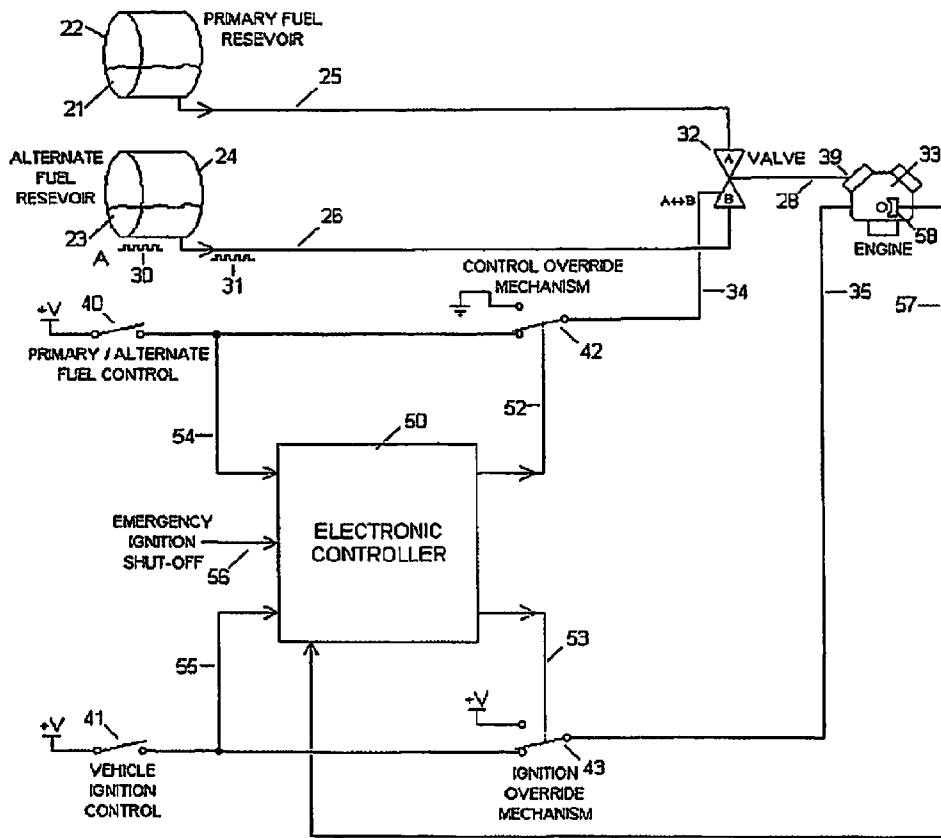 PRIMARY FUEL
RESEVOIR
22
21
25
ALTERNATE
FUEL
RESEVOIR
24
23
A
30
26
31
32
A
VALVE
A↔B
B
28
39
33
58
ENGINE
34
35
57
CONTROL OVERRIDE
MECHANISM
+V
40
PRIMARY / ALTERNATE
FUEL CONTROL
42
52
54
50
ELECTRONIC
CONTROLLER
EMERGENCY
IGNITION
SHUT-OFF
56
55
53
+V
41
VEHICLE
IGNITION
CONTROL
+V
43
IGNITION
OVERRIDE
MECHANISM